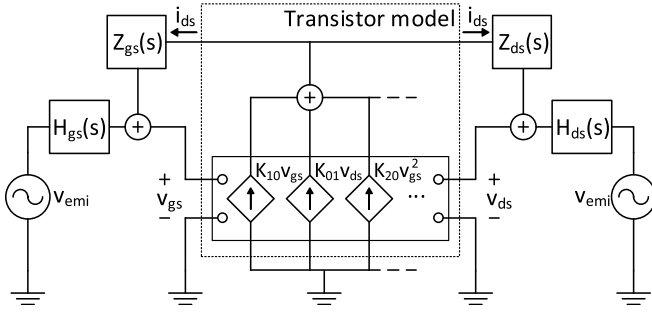 i_ds Transistor model i_ds
Z_gs(s) Z_ds(s)
+
H_gs(s) + + H_ds(s)
K_10v_gs K_01v_ds K_20v_gs^2
+ +
v_emi v_gs ... v_ds v_emi
− −